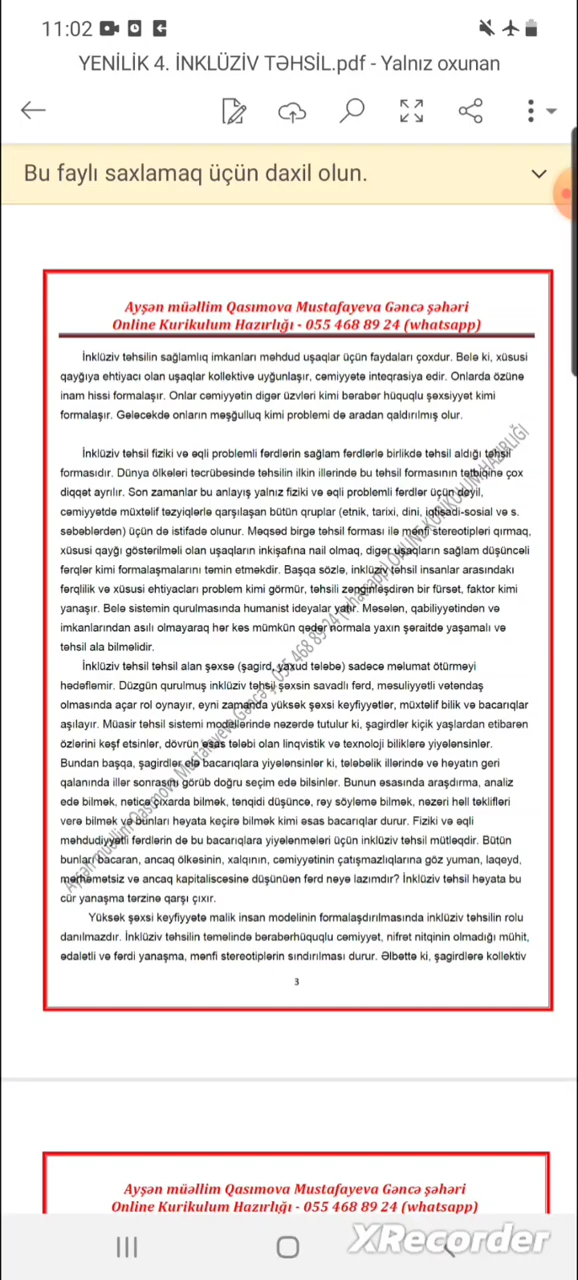 11:02
YENİLİK 4. İNKLÜZİV TƏHSİL.pdf - Yalnız oxunan
Bu faylı saxlamaq üçün daxil olun.
Ayşən müəllim Qasımova Mustafayeva Gəncə şəhəri
Online Kurikulum Hazırlığı - 055 468 89 24 (whatsapp)
İnklüziv təhsilin sağlamlıq imkanları məhdud uşaqlar üçün faydaları çoxdur. Belə ki, xüsusi
qayğıya ehtiyacı olan uşaqlar kollektivə uyğunlaşır, cəmiyyətə inteqrasiya edir. Onlarda özünə
inam hissi formalaşır. Onlar cəmiyyətin digər üzvləri kimi bərabər hüquqlu şəxsiyyət kimi
formalaşır. Gələcəkdə onların məşğulluq kimi problemi də aradan qaldırılmış olur.
İnklüziv təhsil fiziki və əqli problemli fərdlərin sağlam fərdlərlə birlikdə təhsil aldığı təhsil
formasıdır. Dünya ölkələri təcrübəsində təhsilin ilkin illərində bu təhsil formasının tətbiqinə çox
diqqət ayrılır. Son zamanlar bu anlayış yalnız fiziki və əqli problemli fərdlər üçün deyil,
cəmiyyətdə müxtəlif təzyiqlərlə qarşılaşan bütün qruplar (etnik, tarixi, dini, iqtisadi-sosial və s.
səbəblərdən) üçün də istifadə olunur. Məqsəd birgə təhsil forması ilə mənfi stereotipləri qırmaq,
xüsusi qayğı göstərilməli olan uşaqların inkişafına nail olmaq, digər uşaqların sağlam düşüncəli
fərqlər kimi formalaşmalarını təmin etməkdir. Başqa sözlə, inklüziv təhsil insanlar arasındakı
fərqlilik və xüsusi ehtiyacları problem kimi görmür, təhsili zənginləşdirən bir fürsət, faktor kimi
yanaşır. Belə sistemin qurulmasında humanist ideyalar yatır. Məsələn, qabiliyyətindən və
imkanlarından asılı olmayaraq hər kəs mümkün qədər normala yaxın şəraitdə yaşamalı və
təhsil ala bilməlidir.
İnklüziv təhsil təhsil alan şəxsə (şagird, yaxud tələbə) sadəcə məlumat ötürməyi
hədəfləmir. Düzgün qurulmuş inklüziv təhsil şəxsin savadlı fərd, məsuliyyətli vətəndaş
olmasında açar rol oynayır, eyni zamanda yüksək şəxsi keyfiyyətlər, müxtəlif bilik və bacarıqlar
aşılayır. Müasir təhsil sistemi modellərində nəzərdə tutulur ki, şagirdlər kiçik yaşlardan etibarən
özlərini kəşf etsinlər, dövrün əsas tələbi olan linqvistik və texnoloji biliklərə yiyələnsinlər.
Bundan başqa, şagirdlər elə bacarıqlara yiyələnsinlər ki, tələbəlik illərində və həyatın geri
qalanında illər sonrasını görüb doğru seçim edə bilsinlər. Bunun əsasında araşdırma, analiz
edə bilmək, nəticə çıxarda bilmək, tənqidi düşüncə, rəy söyləmə bilmək, nəzəri həll təklifləri
verə bilmək və bunları həyata keçirə bilmək kimi əsas bacarıqlar durur. Fiziki və əqli
məhdudiyyətli fərdlərin də bu bacarıqlara yiyələnmələri üçün inklüziv təhsil mütləqdir. Bütün
bunları bacaran, ancaq ölkəsinin, xalqının, cəmiyyətinin çatışmazlıqlarına göz yuman, laqeyd,
mərhəmətsiz və ancaq kapitaliscəsinə düşünən fərd nəyə lazımdır? İnklüziv təhsil həyata bu
cür yanaşma tərzinə qarşı çıxır.
Yüksək şəxsi keyfiyyətə malik insan modelinin formalaşdırılmasında inklüziv təhsilin rolu
danılmazdır. İnklüziv təhsilin təməlində bərabərhüquqlu cəmiyyət, nifrət nitqinin olmadığı mühit,
ədalətli və fərdi yanaşma, mənfi stereotiplərin sındırılması durur. Əlbəttə ki, şagirdlərə kollektiv
3
Ayşən müəllim Qasımova Mustafayeva Gəncə şəhəri
Online Kurikulum Hazırlığı - 055 468 89 24 (whatsapp)
XRecorder